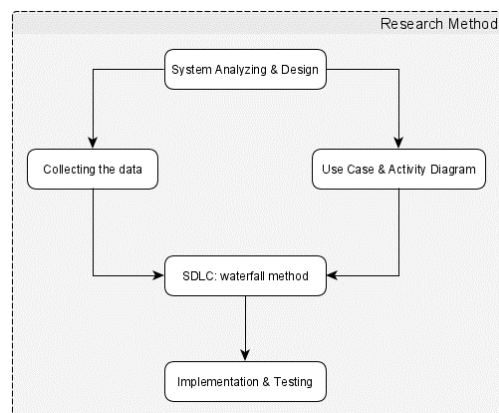 Research Method
System Analyzing & Design
Collecting the data
Use Case & Activity Diagram
SDLC: waterfall method
Implementation & Testing